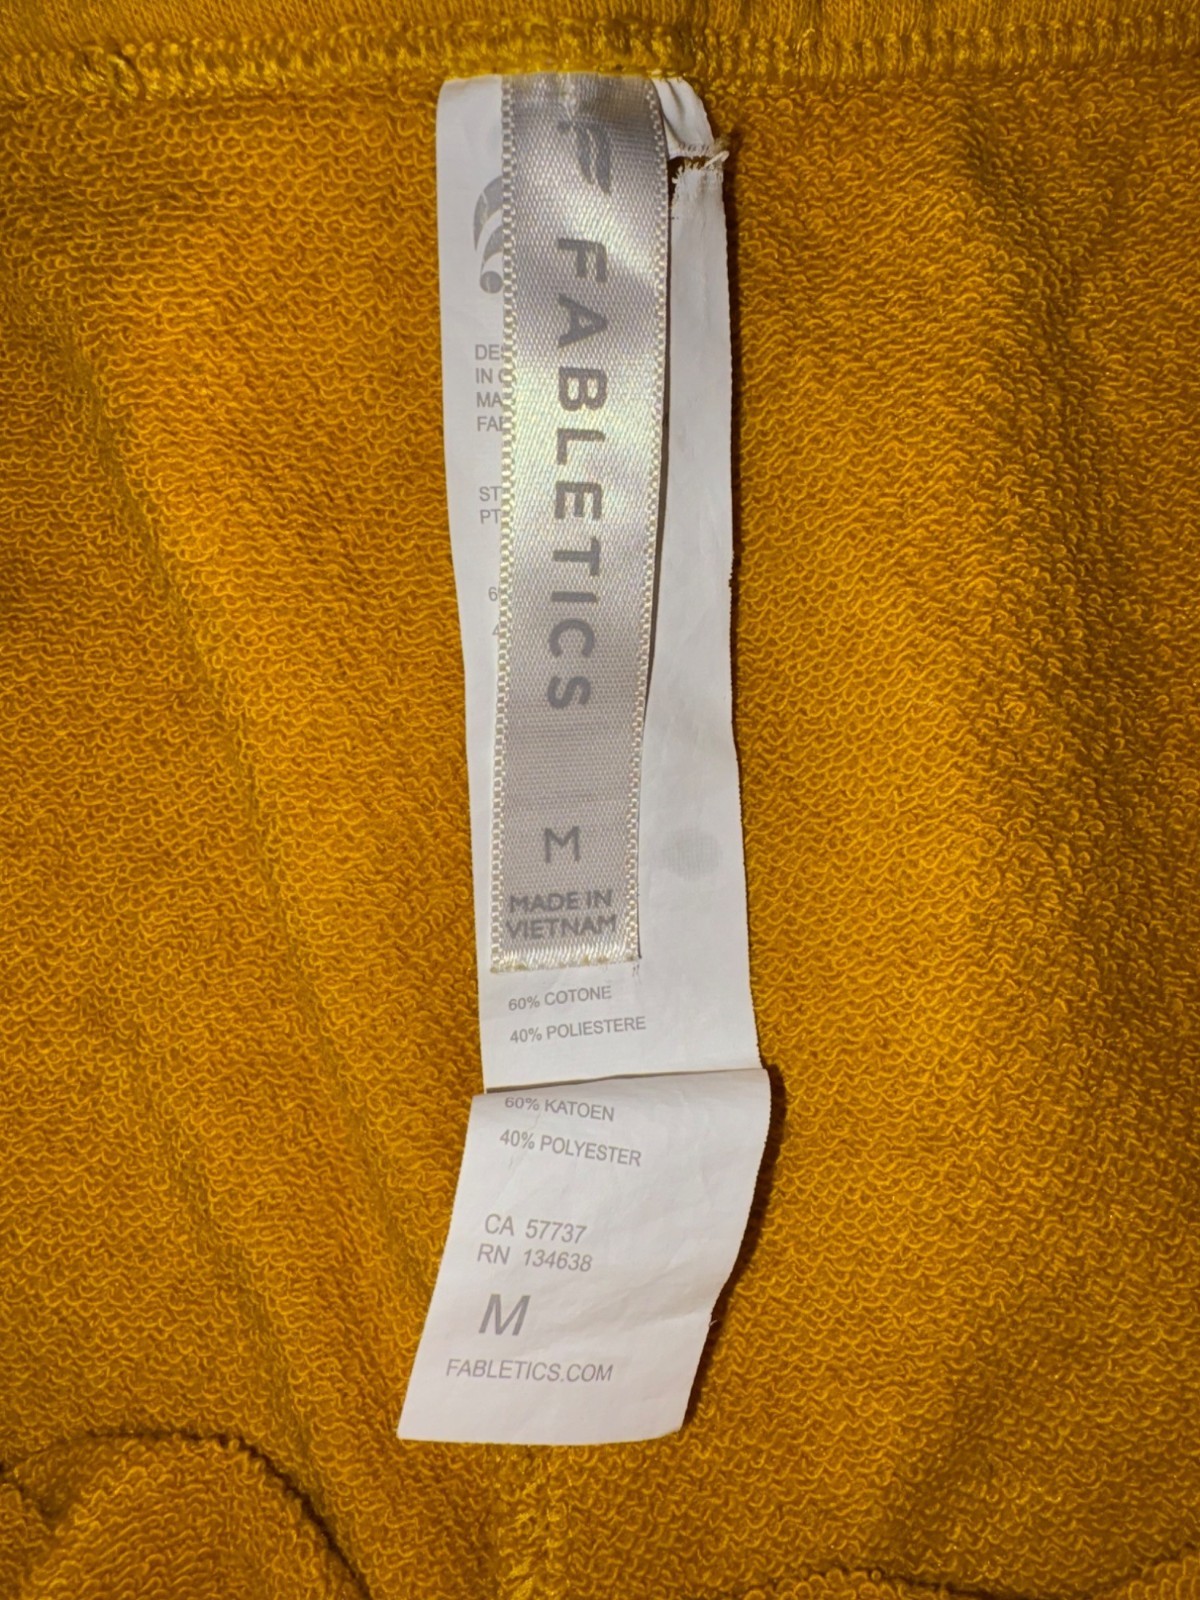 FABLETICS
M
MADE IN
VIETNAM
60% COTONE
40% POLIESTERE
60% KATOEN
40% POLYESTER
CA 57737
RN 134638
M
FABLETICS.COM